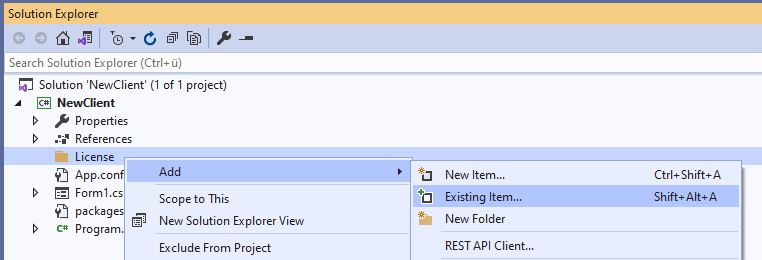 Solution Explorer
Search Solution Explorer (Ctrl+ü)
Solution 'NewClient' (1 of 1 project)
C# NewClient
Properties
References
License
App.conf
Add
New Item... Ctrl+Shift+A
Form1.cs
Scope to This
Existing Item... Shift+Alt+A
packages
New Solution Explorer View
New Folder
C# Program.
Exclude From Project
REST API Client...